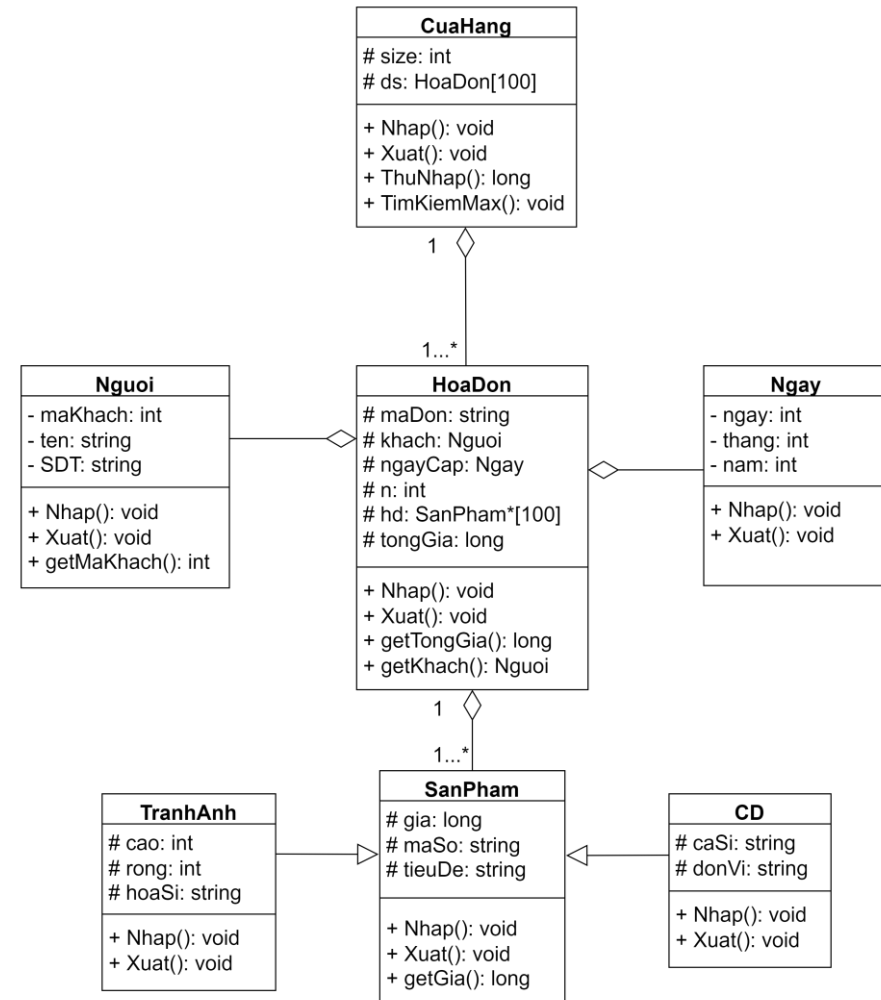 CuaHang
# size: int
# ds: HoaDon[100]
+ Nhap(): void
+ Xuat(): void
+ ThuNhap(): long
+ TimKiemMax(): void
1
1...*
Nguoi
- maKhach: int
- ten: string
- SDT: string
+ Nhap(): void
+ Xuat(): void
+ getMaKhach(): int
HoaDon
# maDon: string
# khach: Nguoi
# ngayCap: Ngay
# n: int
# hd: SanPham*[100]
# tongGia: long
+ Nhap(): void
+ Xuat(): void
+ getTongGia(): long
+ getKhach(): Nguoi
Ngay
- ngay: int
- thang: int
- nam: int
+ Nhap(): void
+ Xuat(): void
1
1...*
TranhAnh
# cao: int
# rong: int
# hoaSi: string
+ Nhap(): void
+ Xuat(): void
SanPham
# gia: long
# maSo: string
# tieuDe: string
+ Nhap(): void
+ Xuat(): void
+ getGia(): long
CD
# caSi: string
# donVi: string
+ Nhap(): void
+ Xuat(): void